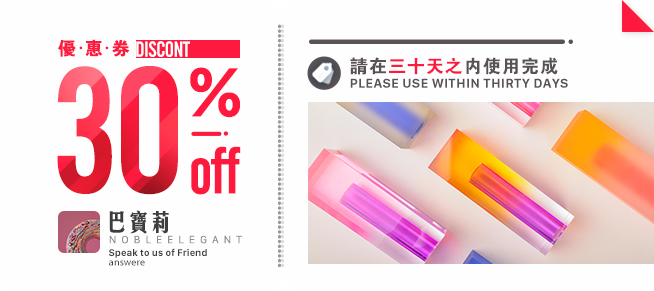 優·惠·券 DISCONT
30%
off
巴寶莉
NOBLEELEGANT
Speak to us of Friend
answere
請在三十天之内使用完成
PLEASE USE WITHIN THIRTY DAYS